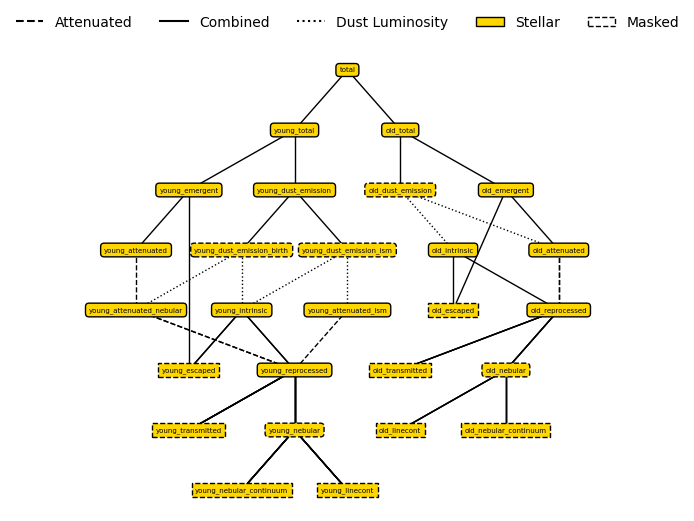 Attenuated Combined Dust Luminosity Stellar Masked
total
young_total old_total
young_emergent young_dust_emission old_dust_emission old_emergent
young_attenuated young_dust_emission_birth young_dust_emission_ism old_intrinsic old_attenuated
young_attenuated_nebular young_intrinsic young_attenuated_ism old_escaped old_reprocessed
young_escaped young_reprocessed old_transmitted old_nebular
young_transmitted young_nebular old_linecont old_nebular_continuum
young_nebular_continuum young_linecont